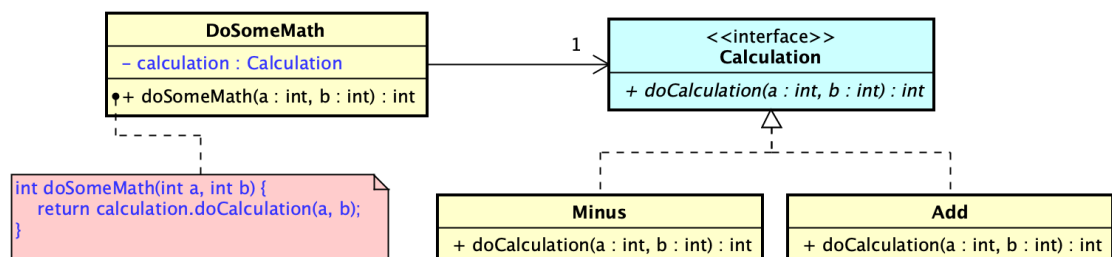 DoSomeMath
- calculation : Calculation
+ doSomeMath(a : int, b : int) : int
1
<<interface>>
Calculation
+ doCalculation(a : int, b : int) : int
int doSomeMath(int a, int b) {
return calculation.doCalculation(a, b);
}
Minus
+ doCalculation(a : int, b : int) : int
Add
+ doCalculation(a : int, b : int) : int